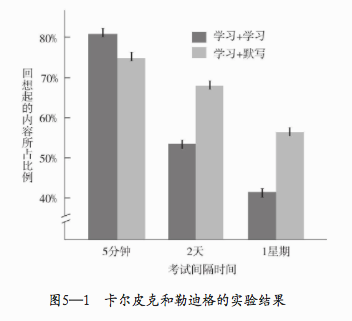 80%
70%
60%
50%
40%
回想起的内容所占比例
学习+学习
学习+默写
5分钟
2天
1星期
考试间隔时间
图5—1 卡尔皮克和勒迪格的实验结果